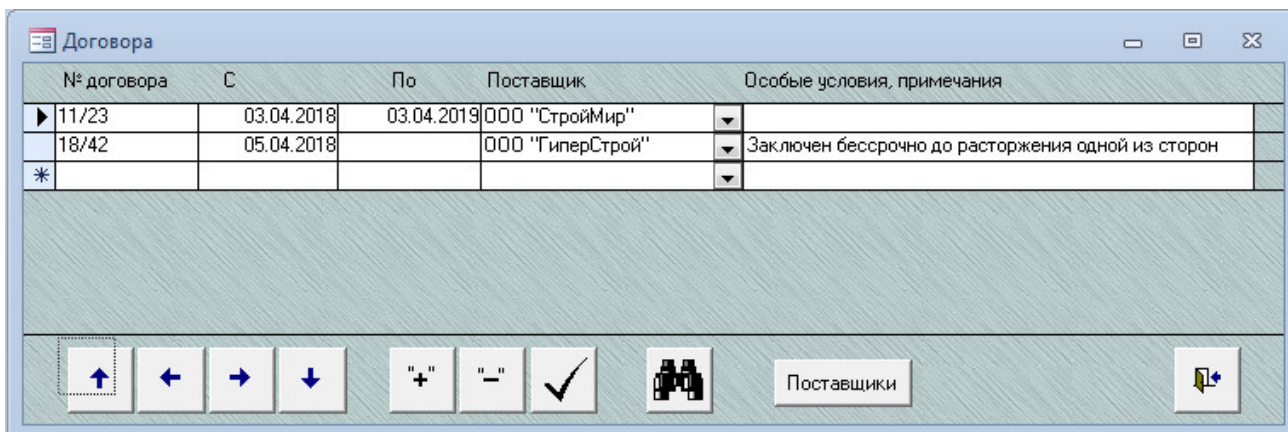 Договора
№ договора С По Поставщик Особые условия, примечания
11/23 03.04.2018 03.04.2019 ООО "СтройМир"
18/42 05.04.2018 ООО "ГиперСтрой" Заключен бессрочно до расторжения одной из сторон
"+" "–" Поставщики